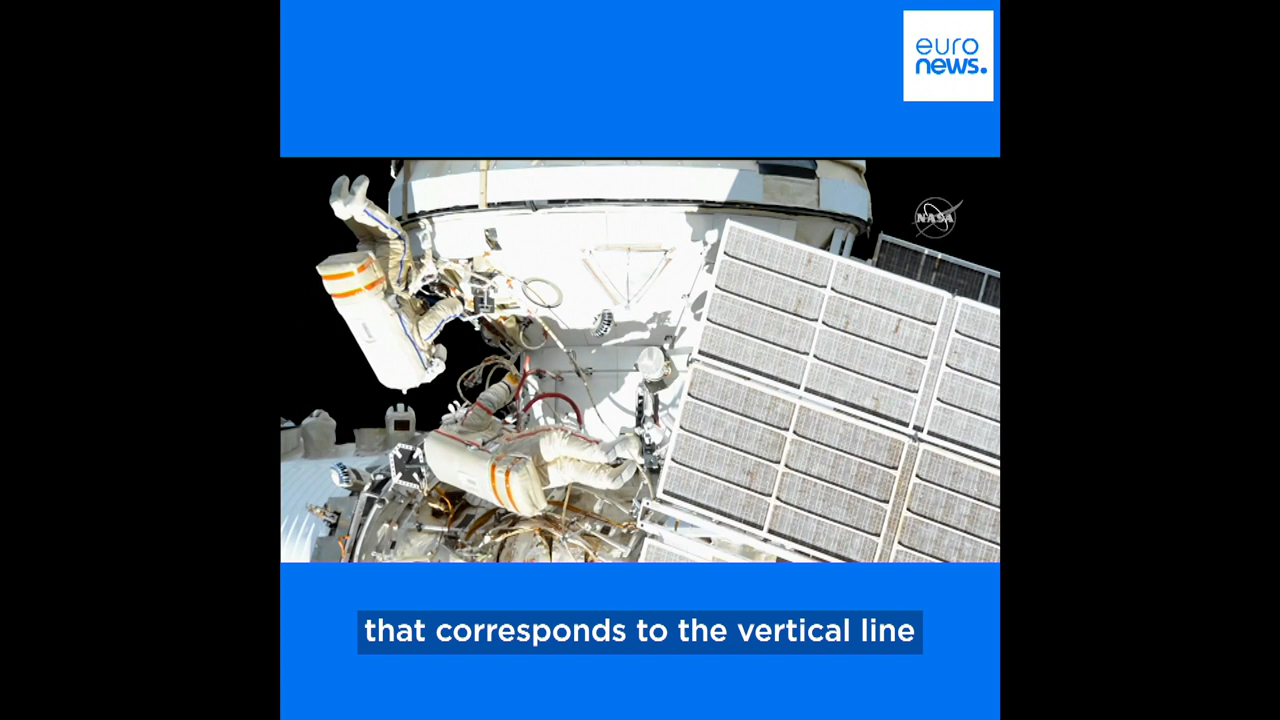 euro
news.
NASA
that corresponds to the vertical line